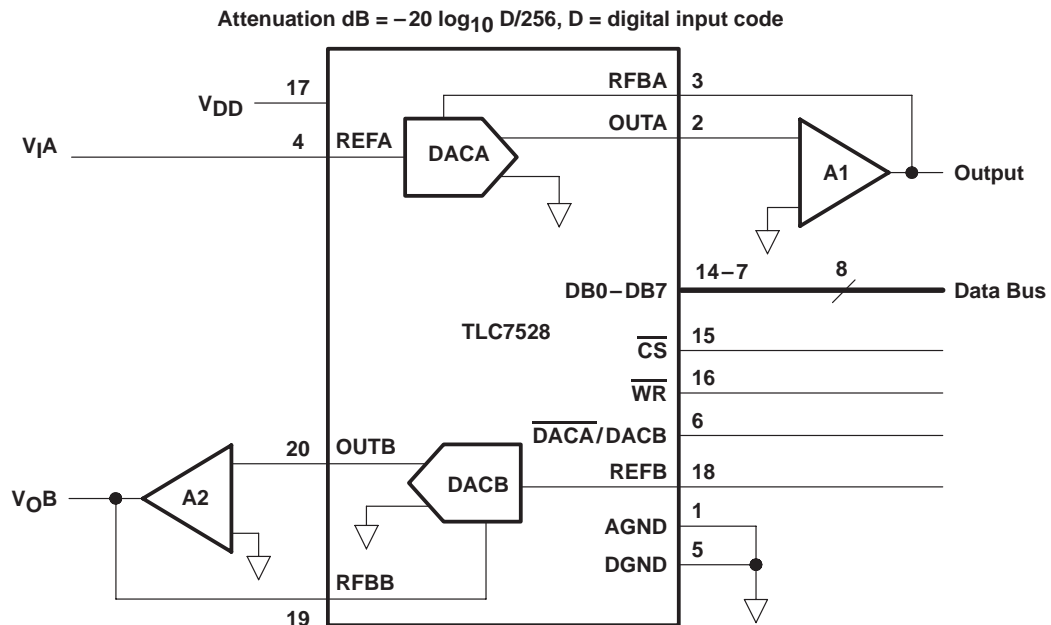 Attenuation dB = –20 log10 D/256, D = digital input code
17
VDD
RFBA 3
OUTA 2
VIA
4 REFA
DACA
A1
Output
14–7
8
DB0–DB7
Data Bus
TLC7528
CS 15
WR 16
DACA/DACB 6
20 OUTB
REFB 18
VOB
A2
DACB
AGND 1
DGND 5
RFBB
19